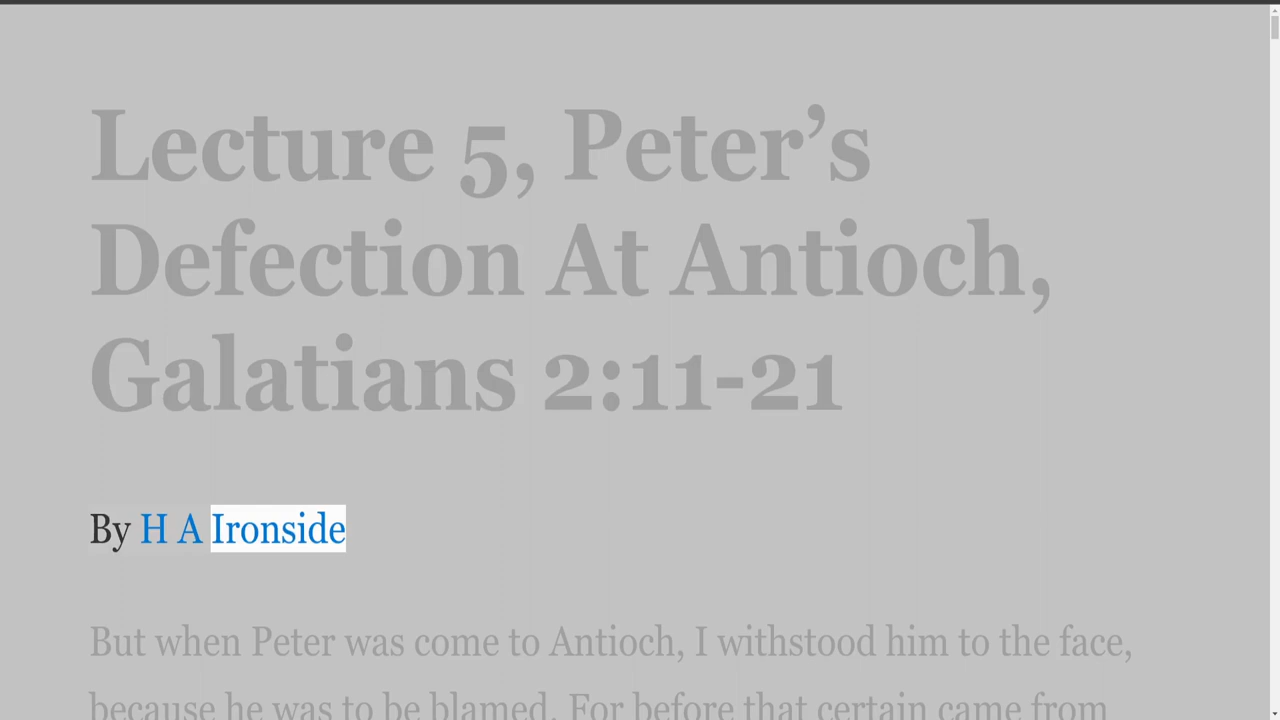 Lecture 5, Peter’s
Defection At Antioch,
Galatians 2:11-21
By H A Ironside
But when Peter was come to Antioch, I withstood him to the face,
because he was to be blamed. For before that certain came from